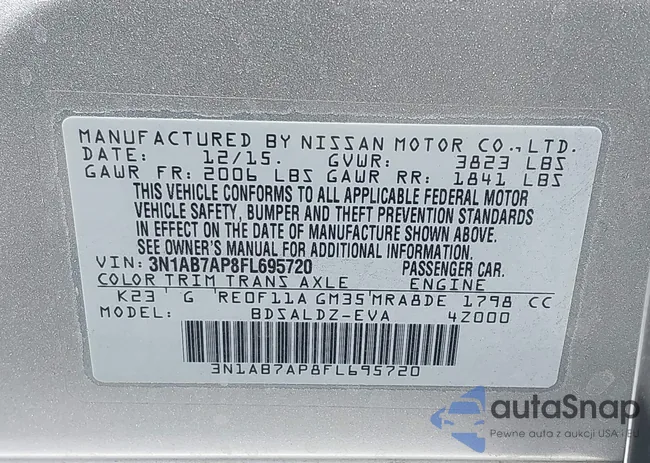 MANUFACTURED BY NISSAN MOTOR CO., LTD.
DATE: 12/15. GVWR: 3823 LBS
GAWR FR: 2006 LBS GAWR RR: 1841 LBS
THIS VEHICLE CONFORMS TO ALL APPLICABLE FEDERAL MOTOR
VEHICLE SAFETY, BUMPER AND THEFT PREVENTION STANDARDS
IN EFFECT ON THE DATE OF MANUFACTURE SHOWN ABOVE.
SEE OWNER'S MANUAL FOR ADDITIONAL INFORMATION.
VIN: 3N1AB7AP8FL695720 PASSENGER CAR.
COLOR TRIM TRANS AXLE ENGINE
K23 G RE0F11A GM35 MRA8DE 1798 CC
MODEL: BDSALDZ-EVA 4Z000
3N1AB7AP8FL695720
autaSnap
Pewne auto z aukcji USA i EU